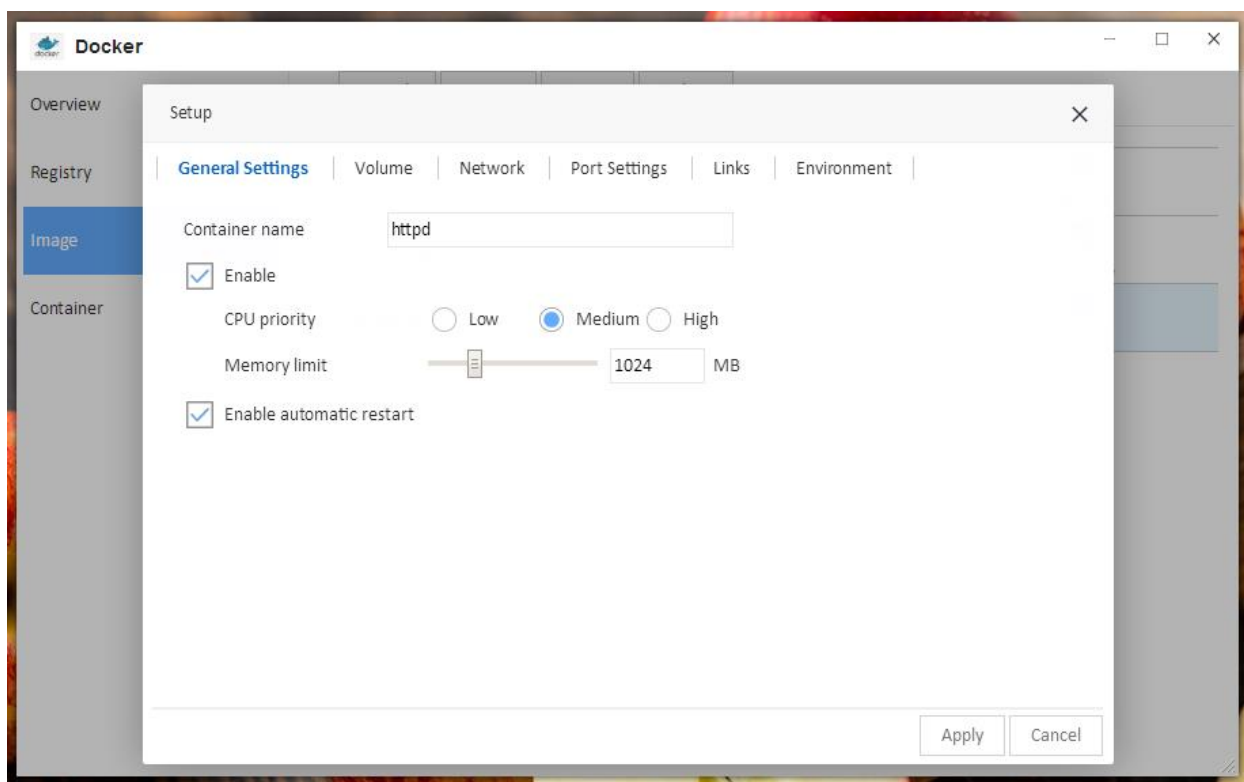 docker
Docker
Overview
Registry
Image
Container
Setup
General Settings
Volume
Network
Port Settings
Links
Environment
Container name
httpd
Enable
CPU priority
Low
Medium
High
Memory limit
1024
MB
Enable automatic restart
Apply
Cancel